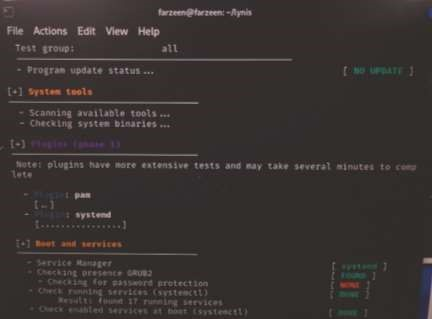 farzeen@farzeen: ~/lynis
File Actions Edit View Help
Test group: all
- Program update status... [ NO UPDATE ]
[+] System tools
- Scanning available tools...
- Checking system binaries...
[+] Plugins (phase 1)
Note: plugins have more extensive tests and may take several minutes to comp
lete
- Plugin: pam
[..]
- Plugin: systemd
[................]
[+] Boot and services
- Service Manager [ systemd ]
- Checking presence GRUB2 [ FOUND ]
- Checking for password protection [ NONE ]
- Check running services (systemctl) [ DONE ]
Result: found 17 running services
- Check enabled services at boot (systemctl) [ DONE ]